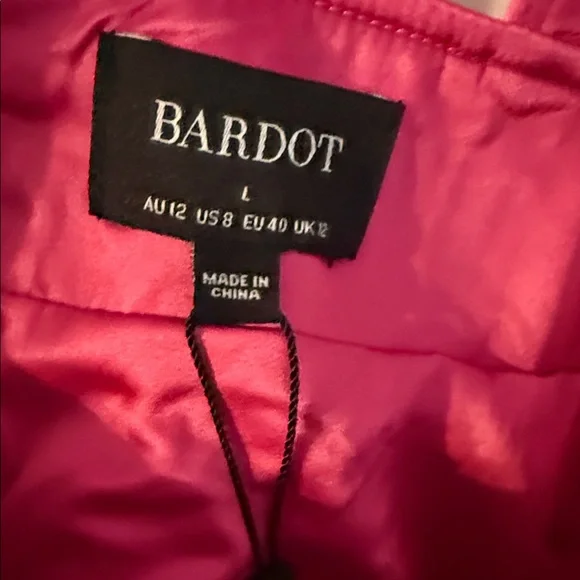 BARDOT
L
AU12 US8 EU40 UK12
MADE IN
CHINA